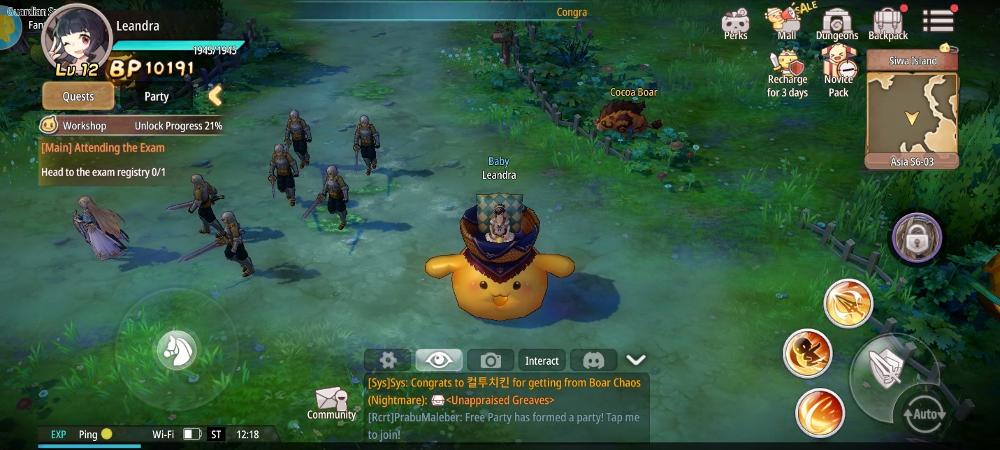 Guardian S
Fan
Leandra
1945/1945
Lv.12 BP 10191
Congra
Perks
SALE
Mall
Dungeons
Backpack
Recharge
for 3 days
Novice
Pack
Siwa Island
Asia S6-03
Quests
Party
Workshop
Unlock Progress 21%
[Main] Attending the Exam
Head to the exam registry 0/1
Cocoa Boar
Baby
Leandra
Interact
[Sys]Sys: Congrats to 컬투치킨 for getting from Boar Chaos
(Nightmare): <Unappraised Greaves>
[Rcrt]PrabuMaleber: Free Party has formed a party! Tap me
to join!
Community
Auto
EXP
Ping
Wi-Fi
ST
12:18